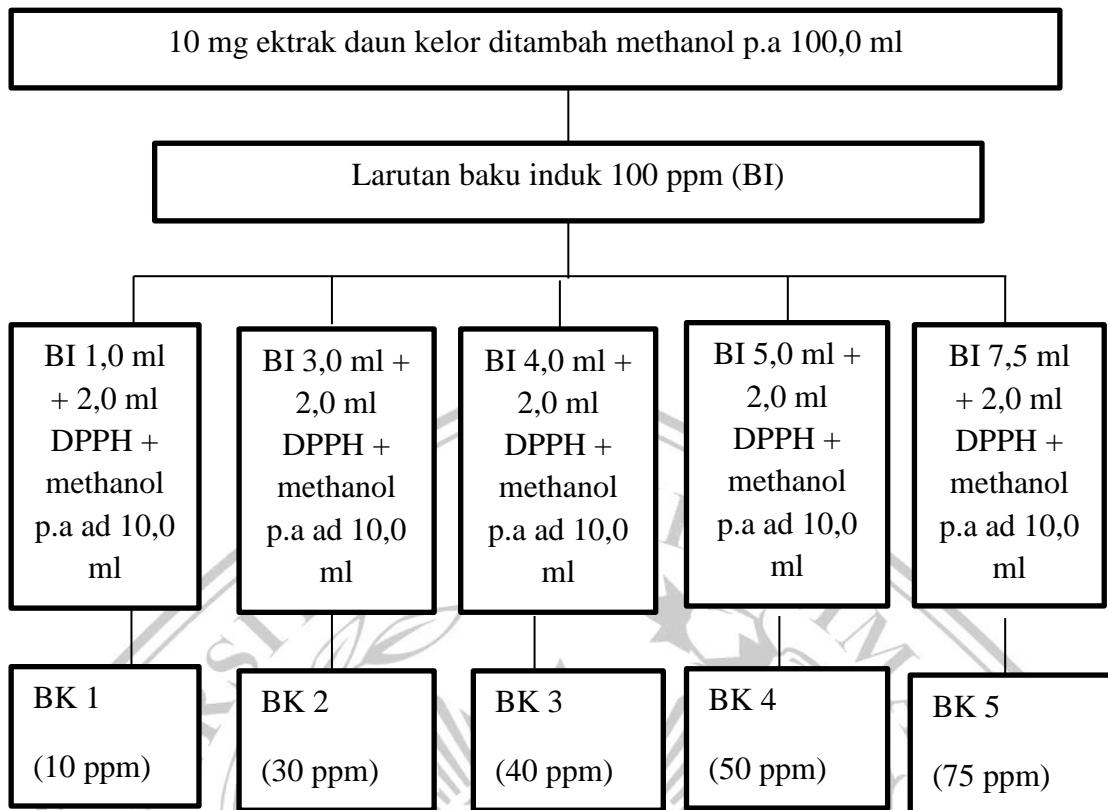 10 mg ektrak daun kelor ditambah methanol p.a 100,0 ml
Larutan baku induk 100 ppm (BI)
BI 1,0 ml
+ 2,0 ml
DPPH +
methanol
p.a ad 10,0
ml
BI 3,0 ml +
2,0 ml
DPPH +
methanol
p.a ad 10,0
ml
BI 4,0 ml +
2,0 ml
DPPH +
methanol
p.a ad 10,0
ml
BI 5,0 ml +
2,0 ml
DPPH +
methanol
p.a ad 10,0
ml
BI 7,5 ml
+ 2,0 ml
DPPH +
methanol
p.a ad 10,0
ml
BK 1
(10 ppm)
BK 2
(30 ppm)
BK 3
(40 ppm)
BK 4
(50 ppm)
BK 5
(75 ppm)